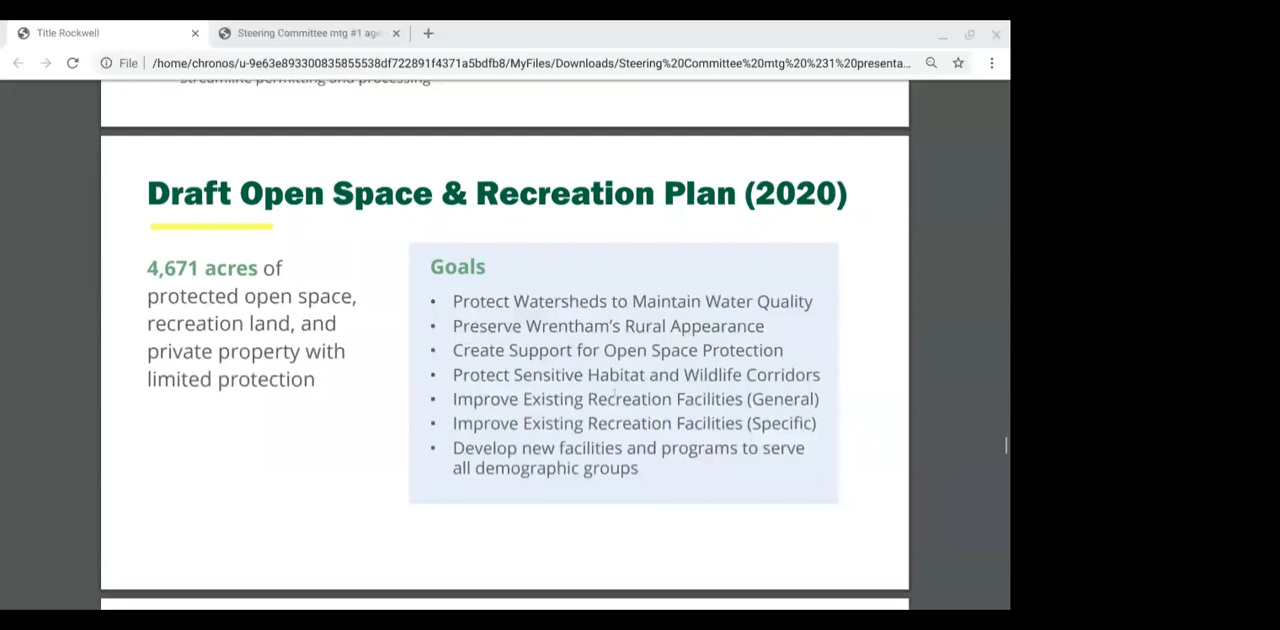 Title Rockwell
Steering Committee mtg #1 age
File /home/chronos/u-9e63e893300835855538df722891f4371a5bdfb8/MyFiles/Downloads/Steering%20Committee%20mtg%20%231%20presenta...
Streamline permitting and processing
Draft Open Space & Recreation Plan (2020)
4,671 acres of
protected open space,
recreation land, and
private property with
limited protection
Goals
• Protect Watersheds to Maintain Water Quality
• Preserve Wrentham's Rural Appearance
• Create Support for Open Space Protection
• Protect Sensitive Habitat and Wildlife Corridors
• Improve Existing Recreation Facilities (General)
• Improve Existing Recreation Facilities (Specific)
• Develop new facilities and programs to serve
all demographic groups